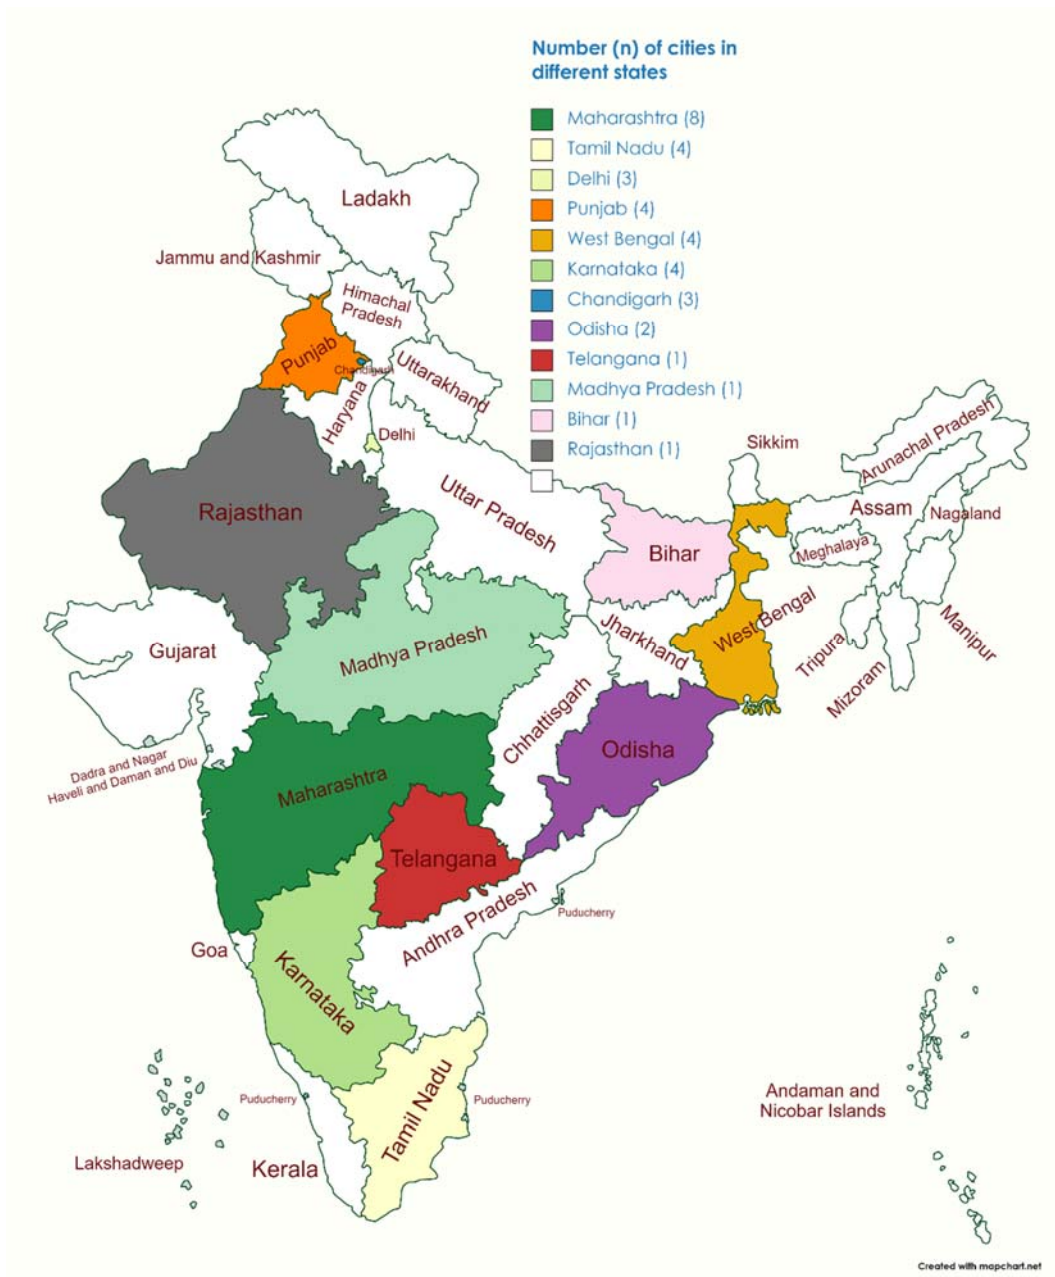 Number (n) of cities in
different states
Maharashtra (8)
Tamil Nadu (4)
Delhi (3)
Punjab (4)
West Bengal (4)
Karnataka (4)
Chandigarh (3)
Odisha (2)
Telangana (1)
Madhya Pradesh (1)
Bihar (1)
Rajasthan (1)
Ladakh
Jammu and Kashmir
Himachal
Pradesh
Punjab
Chandigarh
Uttarakhand
Haryana
Delhi
Arunachal Pradesh
Sikkim
Rajasthan
Uttar Pradesh
Assam
Nagaland
Bihar
Meghalaya
West Bengal
Manipur
Gujarat
Madhya Pradesh
Jharkhand
Tripura
Mizoram
Chhattisgarh
Dadra and Nagar
Haveli and Daman and Diu
Odisha
Maharashtra
Telangana
Andhra Pradesh
Puducherry
Goa
Karnataka
Puducherry
Tamil Nadu
Puducherry
Andaman and
Nicobar Islands
Lakshadweep
Kerala
Created with mapchart.net